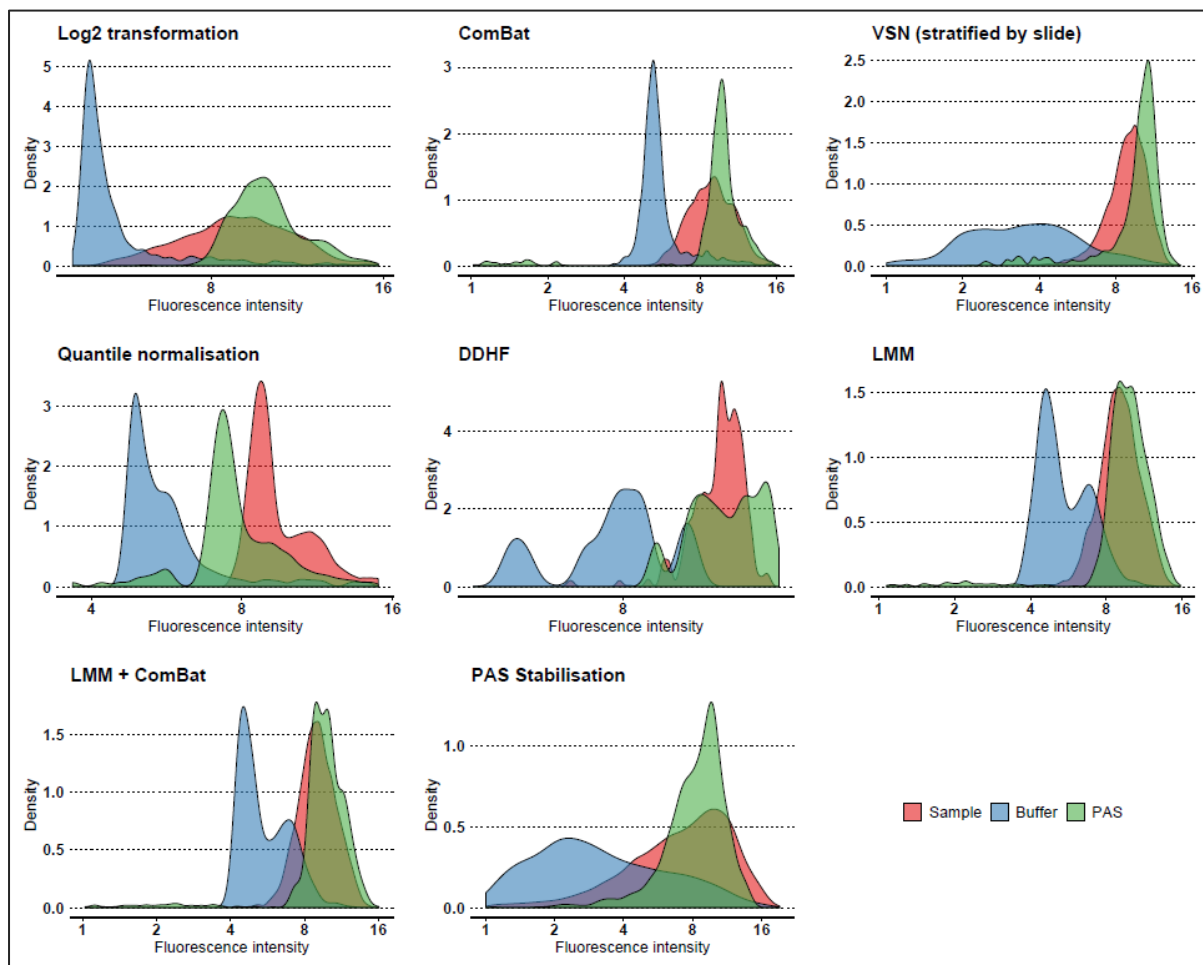 Log2 transformation
5
4
3
2
1
0
Density
8
16
Fluorescence intensity
ComBat
3
2
1
0
Density
1
2
4
8
16
Fluorescence intensity
VSN (stratified by slide)
2.5
2.0
1.5
1.0
0.5
0.0
Density
1
2
4
8
16
Fluorescence intensity
Quantile normalisation
3
2
1
0
Density
4
8
16
Fluorescence intensity
DDHF
4
2
0
Density
8
Fluorescence intensity
LMM
1.5
1.0
0.5
0.0
Density
1
2
4
8
16
Fluorescence intensity
LMM + ComBat
1.5
1.0
0.5
0.0
Density
1
2
4
8
16
Fluorescence intensity
PAS Stabilisation
1.0
0.5
0.0
Density
1
2
4
8
16
Fluorescence intensity
Sample Buffer PAS